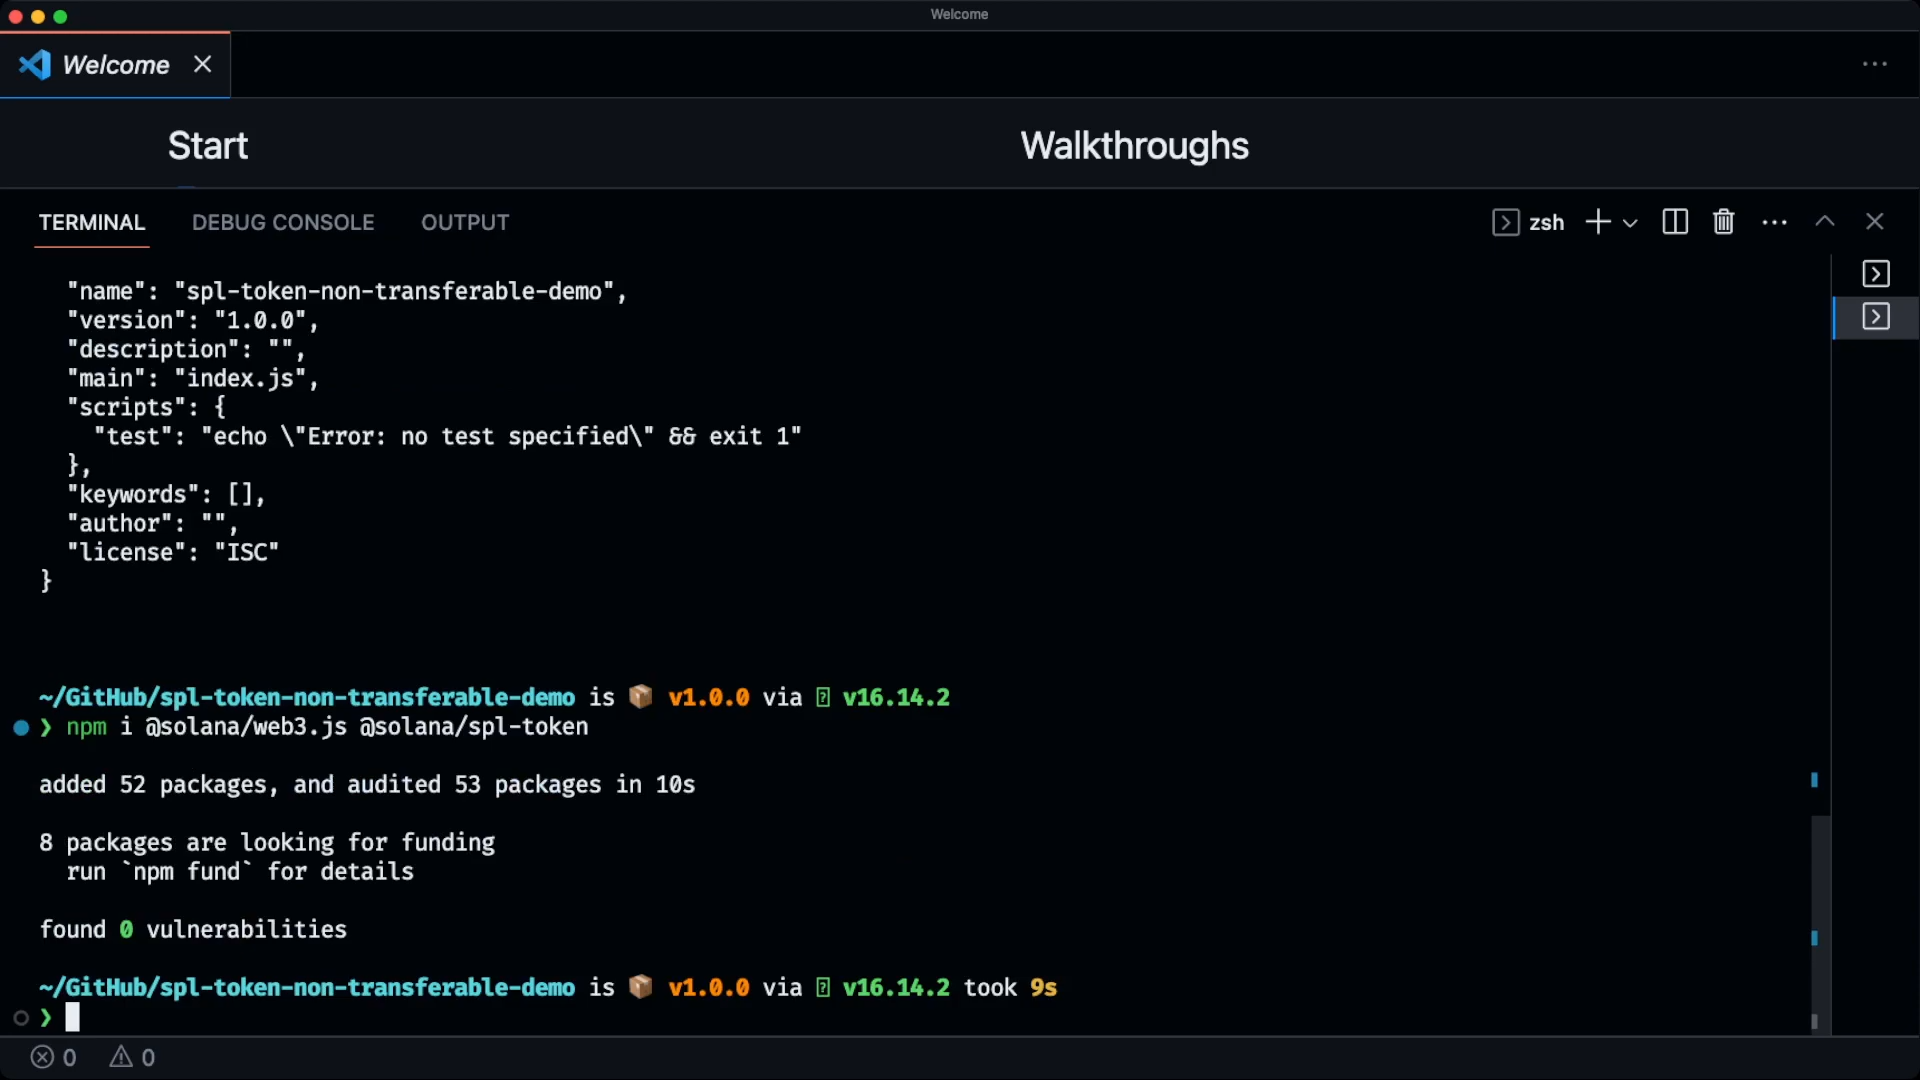 Welcome
Welcome
Start
Walkthroughs
TERMINAL DEBUG CONSOLE OUTPUT zsh
"name": "spl-token-non-transferable-demo",
"version": "1.0.0",
"description": "",
"main": "index.js",
"scripts": {
"test": "echo \"Error: no test specified\" && exit 1"
},
"keywords": [],
"author": "",
"license": "ISC"
}
~/GitHub/spl-token-non-transferable-demo is 📦 v1.0.0 via ⍰ v16.14.2
❯ npm i @solana/web3.js @solana/spl-token
added 52 packages, and audited 53 packages in 10s
8 packages are looking for funding
run `npm fund` for details
found 0 vulnerabilities
~/GitHub/spl-token-non-transferable-demo is 📦 v1.0.0 via ⍰ v16.14.2 took 9s
❯
0 0